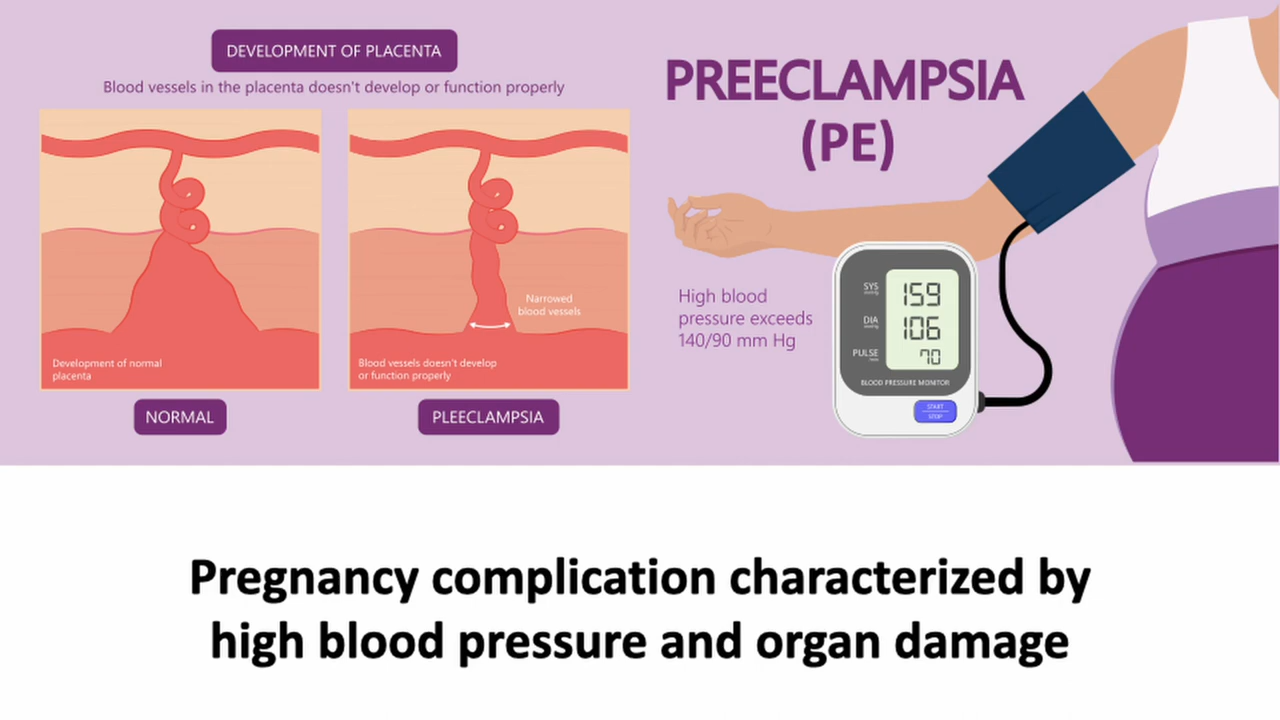 DEVELOPMENT OF PLACENTA
Blood vessels in the placenta doesn't develop or function properly
Development of normal
placenta
NORMAL
Narrowed
blood vessels
Blood vessels doesn't develop
or function properly
PLEECLAMPSIA
PREECLAMPSIA
(PE)
High blood
pressure exceeds
140/90 mm Hg
SYS
159
DIA
106
PULSE
70
BLOOD PRESSURE MONITOR
START
STOP
Pregnancy complication characterized by
high blood pressure and organ damage